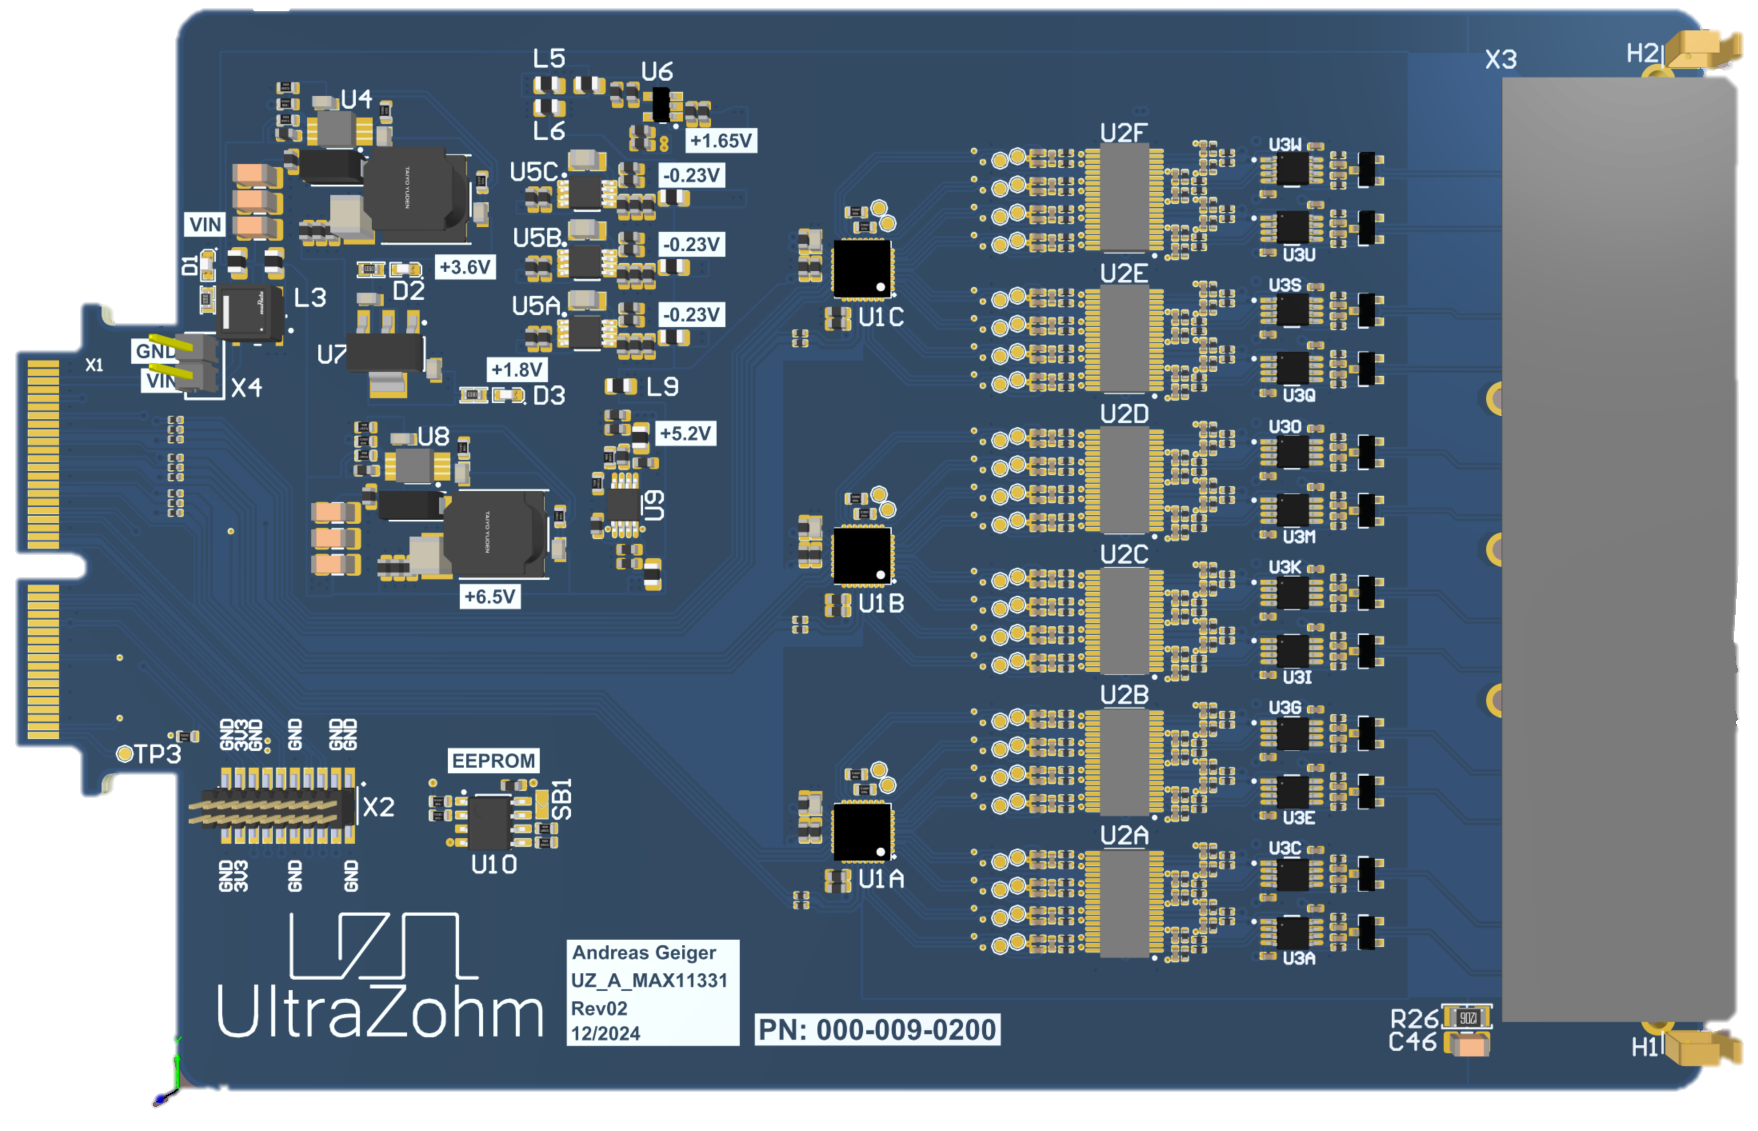 L5
U6
L6
+1.65V
U4
TAIYO YUDEN
VIN
D1
L3
+3.6V
D2
U5C
-0.23V
U5B
-0.23V
U5A
-0.23V
U7
+1.8V
D3
L9
+5.2V
X1
GND
VIN
X4
U8
TAIYO YUDEN
U9
+6.5V
U1C
U1B
U1A
U2F
U2E
U2D
U2C
U2B
U2A
U3W
U3U
U3S
U3Q
U3O
U3M
U3K
U3I
U3G
U3E
U3C
U3A
X3
H2
TP3
GND
3V3
GND
GND
GND
GND
X2
GND
3V3
GND
GND
EEPROM
SB1
U10
UltraZohm
Andreas Geiger
UZ_A_MAX11331
Rev02
12/2024
PN: 000-009-0200
R26
C46
H1